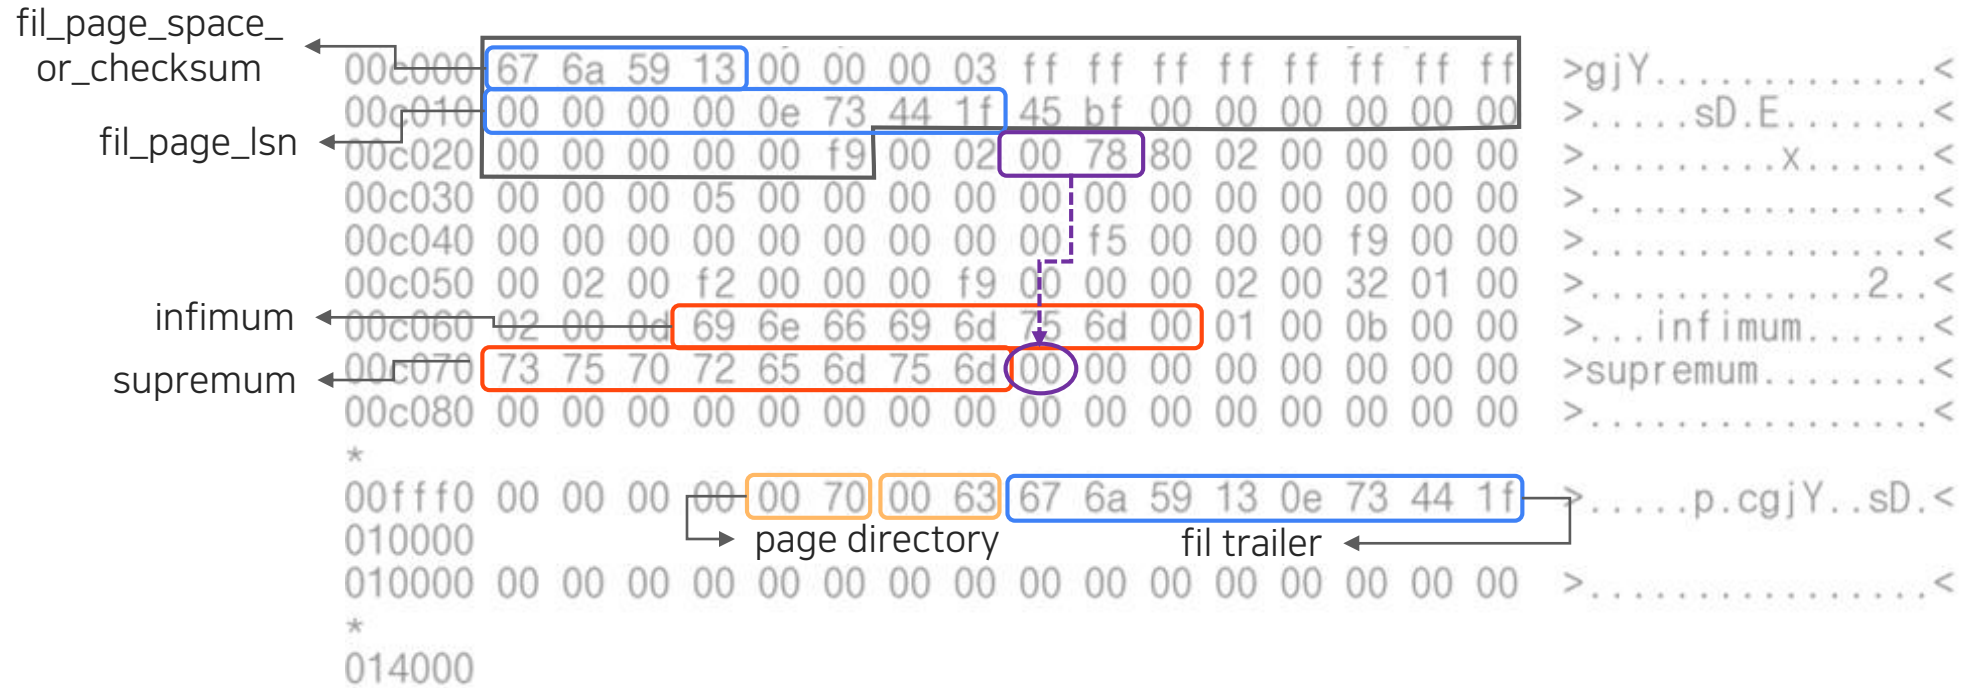 fil_page_space_
or_checksum
fil_page_lsn
infimum
supremum
00c000 67 6a 59 13 00 00 00 03 ff ff ff ff ff ff ff ff >gjY.............<
00c010 00 00 00 00 0e 73 44 1f 45 bf 00 00 00 00 00 00 >.....sD.E.......<
00c020 00 00 00 00 00 f9 00 02 00 78 80 02 00 00 00 00 >.........x......<
00c030 00 00 00 05 00 00 00 00 00 00 00 00 00 00 00 00 >................<
00c040 00 00 00 00 00 00 00 00 00 f5 00 00 00 f9 00 00 >................<
00c050 00 02 00 f2 00 00 00 f9 00 00 00 02 00 32 01 00 >.............2..<
00c060 02 00 0d 69 6e 66 69 6d 75 6d 00 01 00 0b 00 00 >...infimum......<
00c070 73 75 70 72 65 6d 75 6d 00 00 00 00 00 00 00 00 >supremum........<
00c080 00 00 00 00 00 00 00 00 00 00 00 00 00 00 00 00 >................<
*
00fff0 00 00 00 00 00 70 00 63 67 6a 59 13 0e 73 44 1f >.....p.cgjY..sD.<
010000
page directory
fil trailer
010000 00 00 00 00 00 00 00 00 00 00 00 00 00 00 00 00 >................<
*
014000